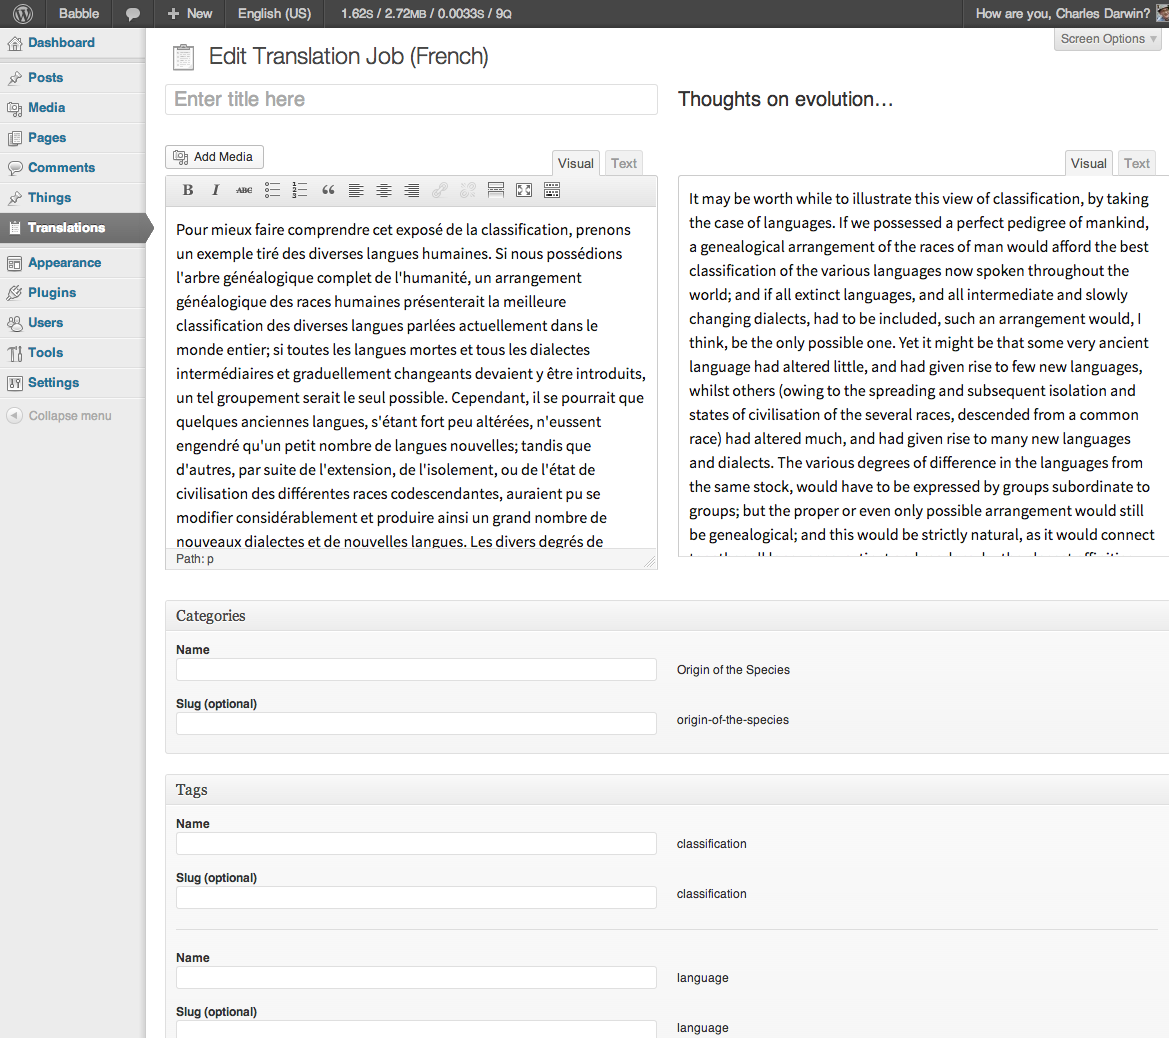 Babble
New
English (US)
1.62S / 2.72MB / 0.0033S / 9Q
How are you, Charles Darwin?
Screen Options
Dashboard
Posts
Media
Pages
Comments
Things
Translations
Appearance
Plugins
Users
Tools
Settings
Collapse menu
Edit Translation Job (French)
Enter title here
Add Media
Visual
Text
B I ABC
Pour mieux faire comprendre cet exposé de la classification, prenons
un exemple tiré des diverses langues humaines. Si nous possédions
l'arbre généalogique complet de l'humanité, un arrangement
généalogique des races humaines présenterait la meilleure
classification des diverses langues parlées actuellement dans le
monde entier; si toutes les langues mortes et tous les dialectes
intermédiaires et graduellement changeants devaient y être introduits,
un tel groupement serait le seul possible. Cependant, il se pourrait que
quelques anciennes langues, s'étant fort peu altérées, n'eussent
engendré qu'un petit nombre de langues nouvelles; tandis que
d'autres, par suite de l'extension, de l'isolement, ou de l'état de
civilisation des différentes races codescendantes, auraient pu se
modifier considérablement et produire ainsi un grand nombre de
nouveaux dialectes et de nouvelles langues. Les divers degrés de
Path: p
Thoughts on evolution…
Visual
Text
It may be worth while to illustrate this view of classification, by taking
the case of languages. If we possessed a perfect pedigree of mankind,
a genealogical arrangement of the races of man would afford the best
classification of the various languages now spoken throughout the
world; and if all extinct languages, and all intermediate and slowly
changing dialects, had to be included, such an arrangement would, I
think, be the only possible one. Yet it might be that some very ancient
language had altered little, and had given rise to few new languages,
whilst others (owing to the spreading and subsequent isolation and
states of civilisation of the several races, descended from a common
race) had altered much, and had given rise to many new languages
and dialects. The various degrees of difference in the languages from
the same stock, would have to be expressed by groups subordinate to
groups; but the proper or even only possible arrangement would still
be genealogical; and this would be strictly natural, as it would connect
Categories
Name
Origin of the Species
Slug (optional)
origin-of-the-species
Tags
Name
classification
Slug (optional)
classification
Name
language
Slug (optional)
language